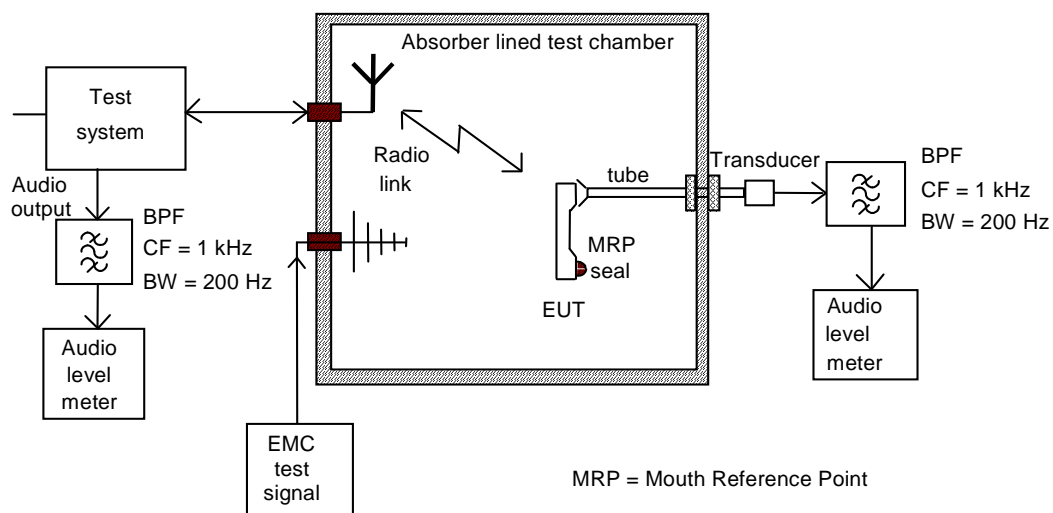 Absorber lined test chamber
Test
system
Radio
link
Audio
output
BPF
CF = 1 kHz
BW = 200 Hz
Audio
level
meter
EMC
test
signal
tube
MRP
seal
EUT
Transducer
BPF
CF = 1 kHz
BW = 200 Hz
Audio
level
meter
MRP = Mouth Reference Point